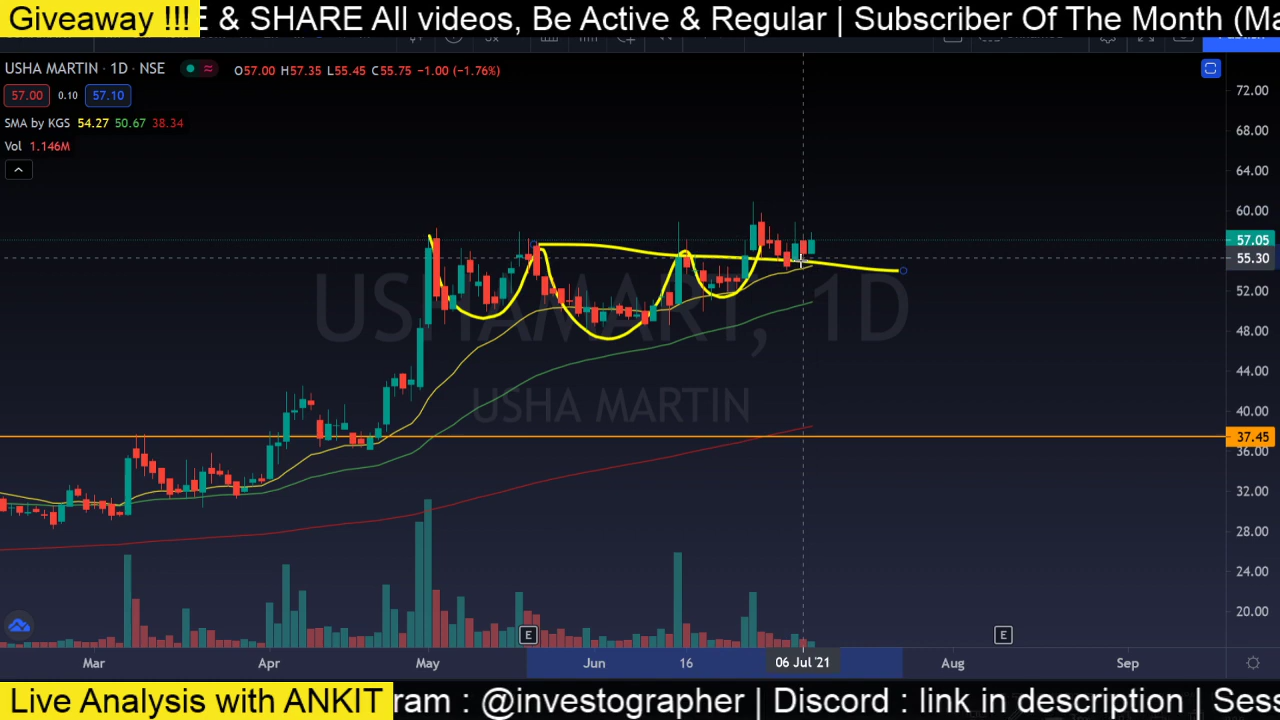 Giveaway !!! E & SHARE All videos, Be Active & Regular | Subscriber Of The Month (Ma
USHA MARTIN · 1D · NSE O57.00 H57.35 L55.45 C55.75 −1.00 (−1.76%)
57.00 0.10 57.10
SMA by KGS 54.27 50.67 38.34
Vol 1.146M
72.00
68.00
64.00
60.00
57.05
55.30
52.00
48.00
44.00
40.00
37.45
36.00
32.00
28.00
24.00
20.00
USHAMART, 1D
USHA MARTIN
E E
Mar Apr May Jun 16 06 Jul '21 Aug Sep
Live Analysis with ANKIT ram : @investographer | Discord : link in description | Sess